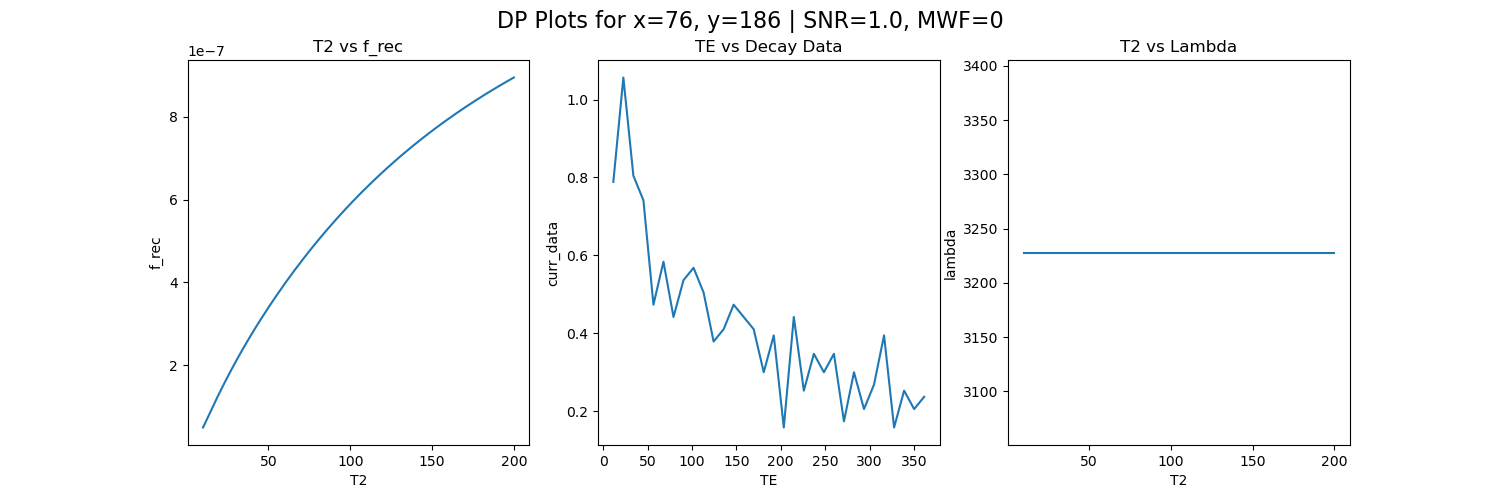 DP Plots for x=76, y=186 | SNR=1.0, MWF=0
T2 vs f_rec
1e−7
8
6
4
2
f_rec
50
100
150
200
T2
TE vs Decay Data
1.0
0.8
0.6
0.4
0.2
curr_data
0
50
100
150
200
250
300
350
TE
T2 vs Lambda
3400
3350
3300
3250
3200
3150
3100
lambda
50
100
150
200
T2